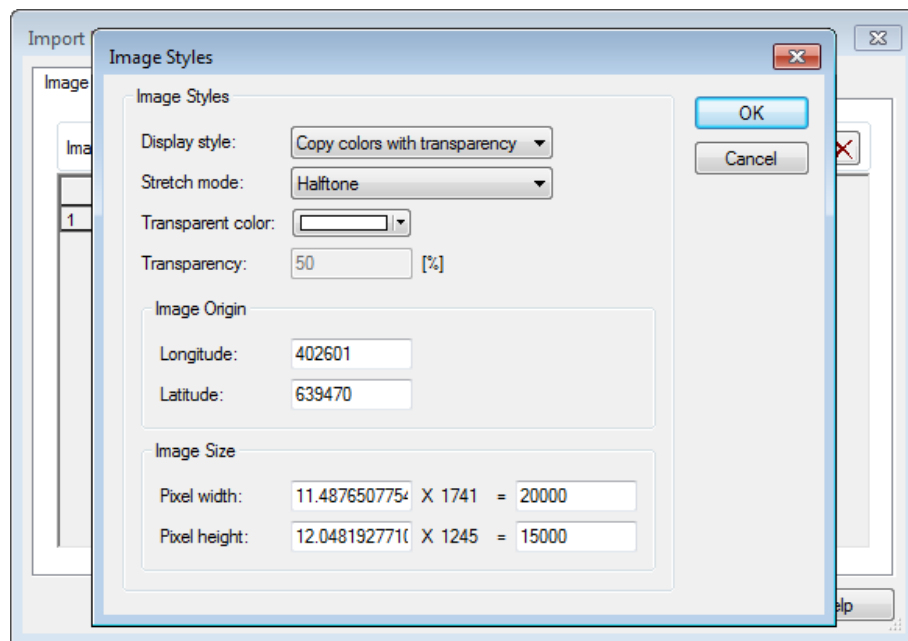 Import
Image Styles
Image
Image Styles
OK
Display style: Copy colors with transparency
Ima
Cancel
Stretch mode: Halftone
1
Transparent color:
Transparency: 50 [%]
Image Origin
Longitude: 402601
Latitude: 639470
Image Size
Pixel width: 11.4876507754 X 1741 = 20000
Pixel height: 12.0481927710 X 1245 = 15000
elp